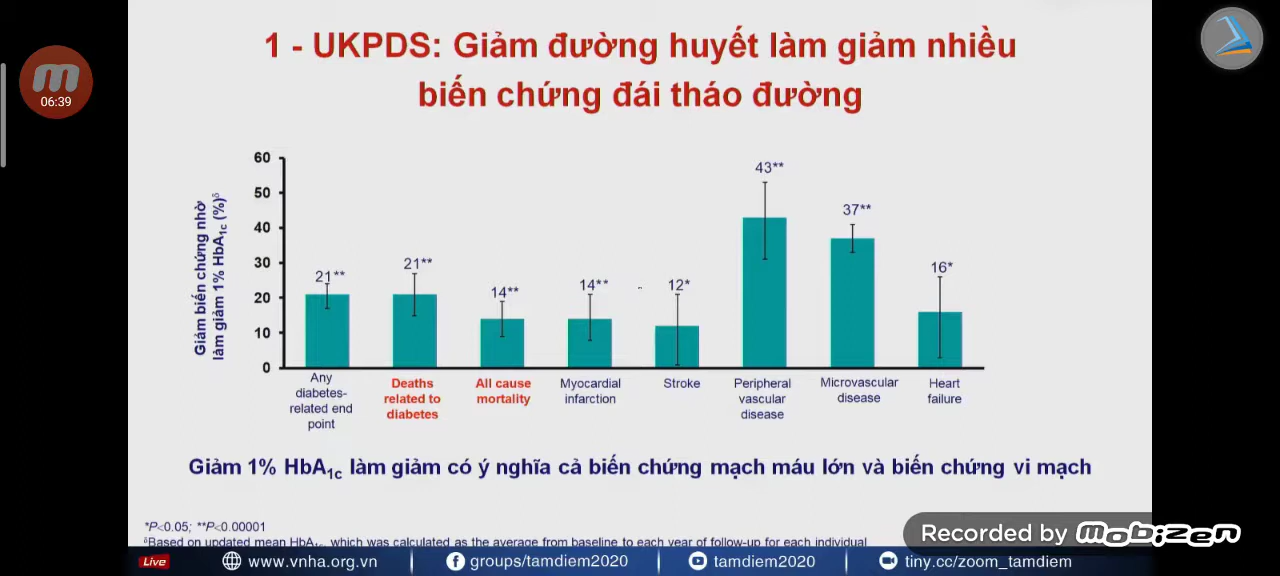 1 - UKPDS: Giảm đường huyết làm giảm nhiều
biến chứng đái tháo đường
06:39
Giảm biến chứng nhờ
làm giảm 1% HbA1c (%)δ
60
50
40
30
20
10
0
21**
21**
14**
14**
12*
43**
37**
16*
Any
diabetes-
related end
point
Deaths
related to
diabetes
All cause
mortality
Myocardial
infarction
Stroke
Peripheral
vascular
disease
Microvascular
disease
Heart
failure
Giảm 1% HbA1c làm giảm có ý nghĩa cả biến chứng mạch máu lớn và biến chứng vi mạch
*P<0.05; **P<0.00001
δBased on updated mean HbA1c, which was calculated as the average from baseline to each year of follow-up for each individual
Recorded by mobizen
Live www.vnha.org.vn groups/tamdiem2020 tamdiem2020 tiny.cc/zoom_tamdiem